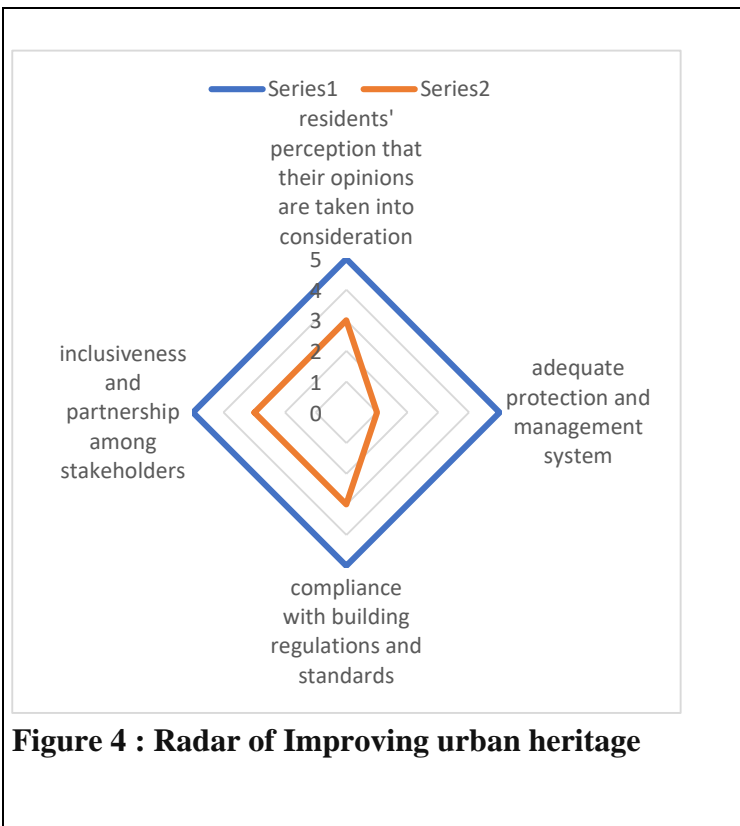 Series1 Series2
residents'
perception that
their opinions
are taken into
consideration
5
4
3
2
1
0
inclusiveness
and
partnership
among
stakeholders
adequate
protection and
management
system
compliance
with building
regulations and
standards
Figure 4 : Radar of Improving urban heritage